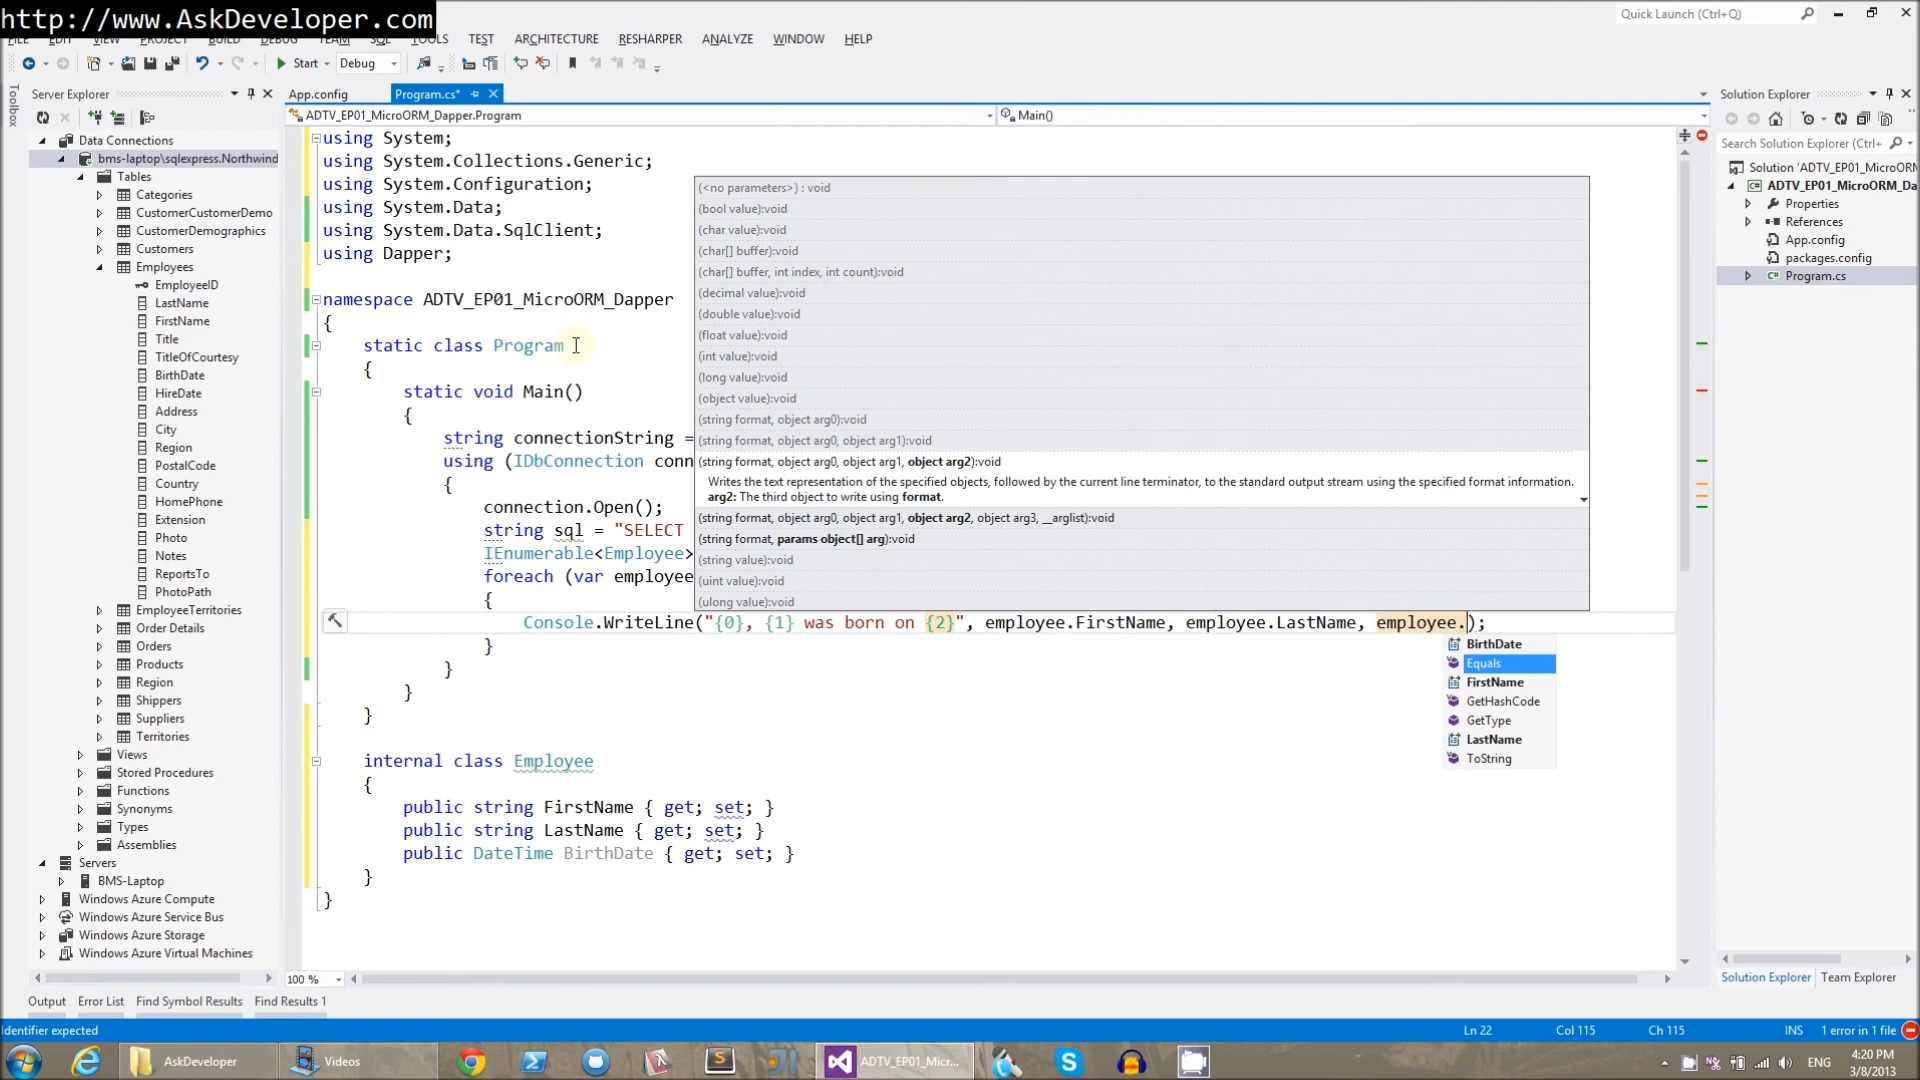 http://www.AskDeveloper.com
Quick Launch (Ctrl+Q)
FILE EDIT VIEW PROJECT BUILD DEBUG TEAM SQL TOOLS TEST ARCHITECTURE RESHARPER ANALYZE WINDOW HELP
Start Debug
Toolbox
Server Explorer
Data Connections
bms-laptop\sqlexpress.Northwind
Tables
Categories
CustomerCustomerDemo
CustomerDemographics
Customers
Employees
EmployeeID
LastName
FirstName
Title
TitleOfCourtesy
BirthDate
HireDate
Address
City
Region
PostalCode
Country
HomePhone
Extension
Photo
Notes
ReportsTo
PhotoPath
EmployeeTerritories
Order Details
Orders
Products
Region
Shippers
Suppliers
Territories
Views
Stored Procedures
Functions
Synonyms
Types
Assemblies
Servers
BMS-Laptop
Windows Azure Compute
Windows Azure Service Bus
Windows Azure Storage
Windows Azure Virtual Machines
App.config Program.cs*
ADTV_EP01_MicroORM_Dapper.Program Main()
using System;
using System.Collections.Generic;
using System.Configuration;
using System.Data;
using System.Data.SqlClient;
using Dapper;
namespace ADTV_EP01_MicroORM_Dapper
{
static class Program
{
static void Main()
{
string connectionString =
using (IDbConnection conn
{
connection.Open();
string sql = "SELECT
IEnumerable<Employee>
foreach (var employee
{
Console.WriteLine("{0}, {1} was born on {2}", employee.FirstName, employee.LastName, employee.);
}
}
}
}
internal class Employee
{
public string FirstName { get; set; }
public string LastName { get; set; }
public DateTime BirthDate { get; set; }
}
}
(<no parameters>) : void
(bool value):void
(char value):void
(char[] buffer):void
(char[] buffer, int index, int count):void
(decimal value):void
(double value):void
(float value):void
(int value):void
(long value):void
(object value):void
(string format, object arg0):void
(string format, object arg0, object arg1):void
(string format, object arg0, object arg1, object arg2):void
Writes the text representation of the specified objects, followed by the current line terminator, to the standard output stream using the specified format information.
arg2: The third object to write using format.
(string format, object arg0, object arg1, object arg2, object arg3, __arglist):void
(string format, params object[] arg):void
(string value):void
(uint value):void
(ulong value):void
BirthDate
Equals
FirstName
GetHashCode
GetType
LastName
ToString
Solution Explorer
Search Solution Explorer (Ctrl+
Solution 'ADTV_EP01_MicroORM
ADTV_EP01_MicroORM_Da
Properties
References
App.config
packages.config
Program.cs
100 %
Solution Explorer Team Explorer
Output Error List Find Symbol Results Find Results 1
Identifier expected Ln 22 Col 115 Ch 115 INS 1 error in 1 file
AskDeveloper Videos ADTV_EP01_Micr... ENG
4:20 PM
3/8/2013